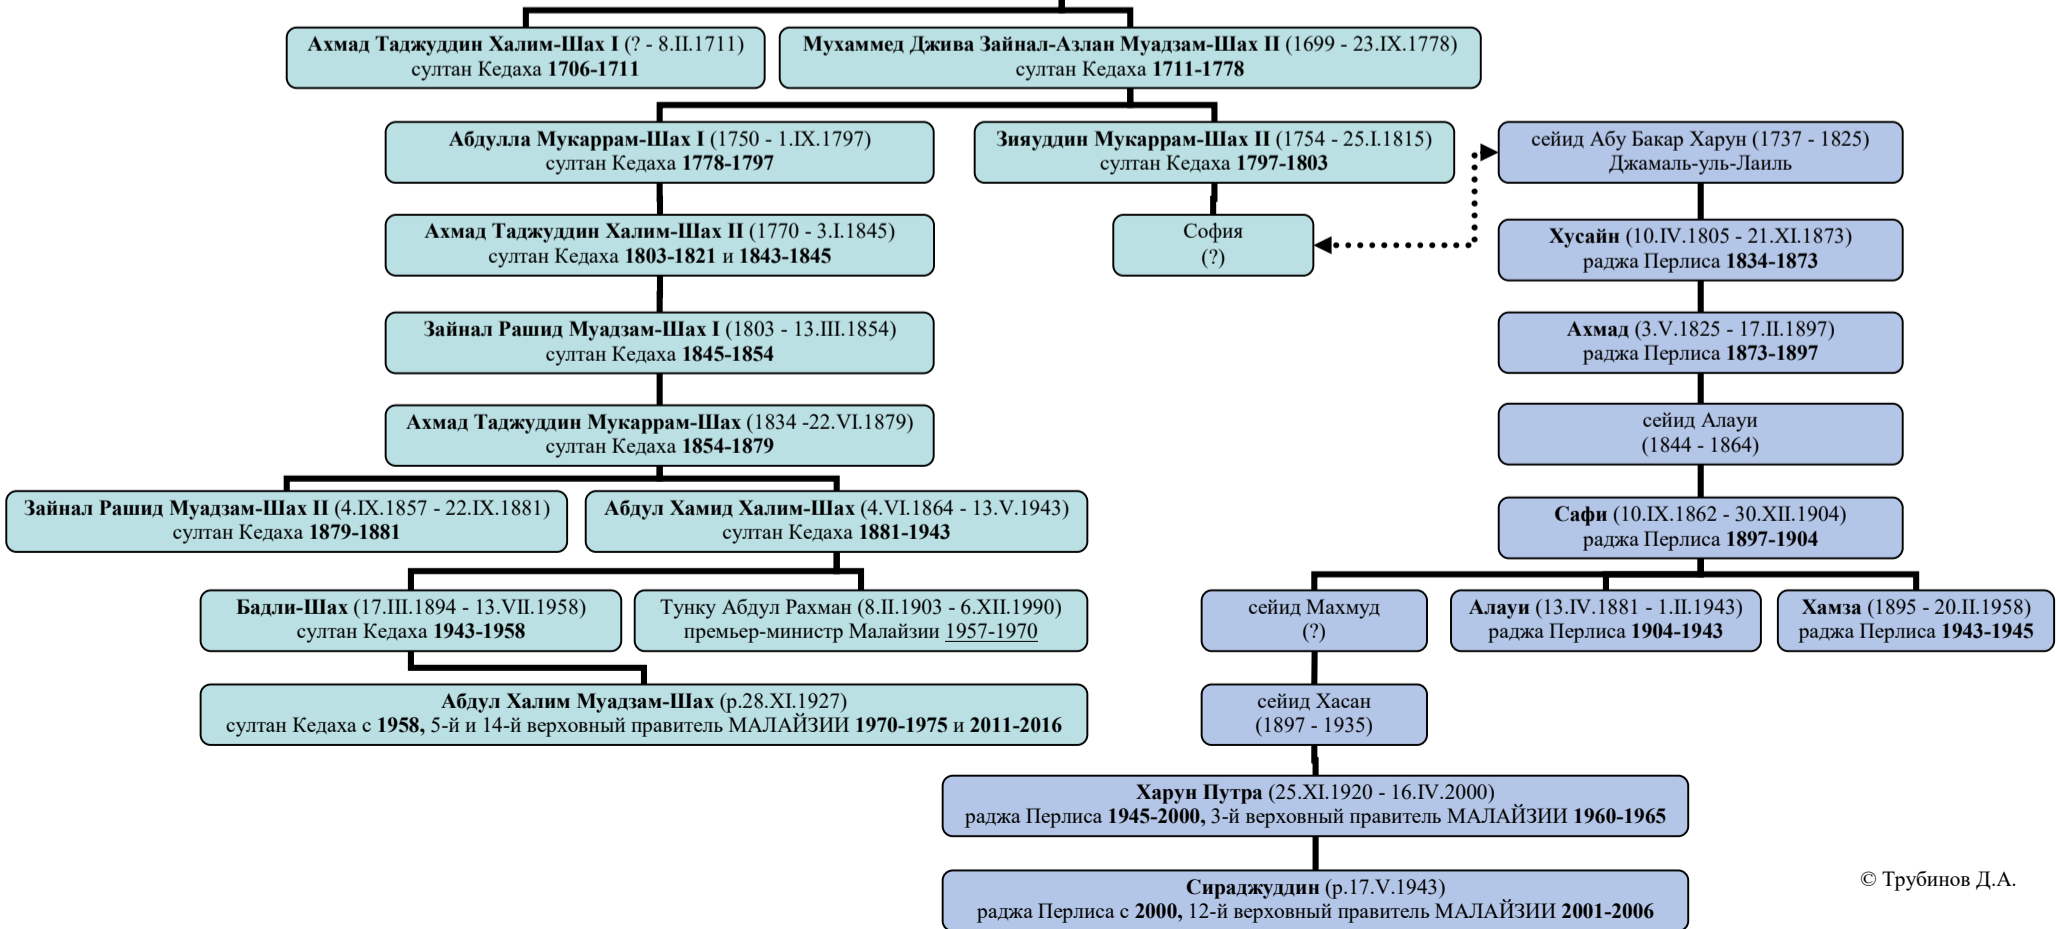 Ахмад Таджуддин Халим-Шах I (? - 8.II.1711)
султан Кедаха 1706-1711
Мухаммед Джива Зайнал-Азлан Муадзам-Шах II (1699 - 23.IX.1778)
султан Кедаха 1711-1778
Абдулла Мукаррам-Шах I (1750 - 1.IX.1797)
султан Кедаха 1778-1797
Зияуддин Мукаррам-Шах II (1754 - 25.I.1815)
султан Кедаха 1797-1803
сейид Абу Бакар Харун (1737 - 1825)
Джамаль-уль-Лаиль
Ахмад Таджуддин Халим-Шах II (1770 - 3.I.1845)
султан Кедаха 1803-1821 и 1843-1845
София
(?)
Хусайн (10.IV.1805 - 21.XI.1873)
раджа Перлиса 1834-1873
Зайнал Рашид Муадзам-Шах I (1803 - 13.III.1854)
султан Кедаха 1845-1854
Ахмад (3.V.1825 - 17.II.1897)
раджа Перлиса 1873-1897
Ахмад Таджуддин Мукаррам-Шах (1834 -22.VI.1879)
султан Кедаха 1854-1879
сейид Алауи
(1844 - 1864)
Зайнал Рашид Муадзам-Шах II (4.IX.1857 - 22.IX.1881)
султан Кедаха 1879-1881
Абдул Хамид Халим-Шах (4.VI.1864 - 13.V.1943)
султан Кедаха 1881-1943
Сафи (10.IX.1862 - 30.XII.1904)
раджа Перлиса 1897-1904
Бадли-Шах (17.III.1894 - 13.VII.1958)
султан Кедаха 1943-1958
Тунку Абдул Рахман (8.II.1903 - 6.XII.1990)
премьер-министр Малайзии 1957-1970
сейид Махмуд
(?)
Алауи (13.IV.1881 - 1.II.1943)
раджа Перлиса 1904-1943
Хамза (1895 - 20.II.1958)
раджа Перлиса 1943-1945
Абдул Халим Муадзам-Шах (р.28.XI.1927)
султан Кедаха с 1958, 5-й и 14-й верховный правитель МАЛАЙЗИИ 1970-1975 и 2011-2016
сейид Хасан
(1897 - 1935)
Харун Путра (25.XI.1920 - 16.IV.2000)
раджа Перлиса 1945-2000, 3-й верховный правитель МАЛАЙЗИИ 1960-1965
Сираджуддин (р.17.V.1943)
раджа Перлиса с 2000, 12-й верховный правитель МАЛАЙЗИИ 2001-2006
© Трубинов Д.А.